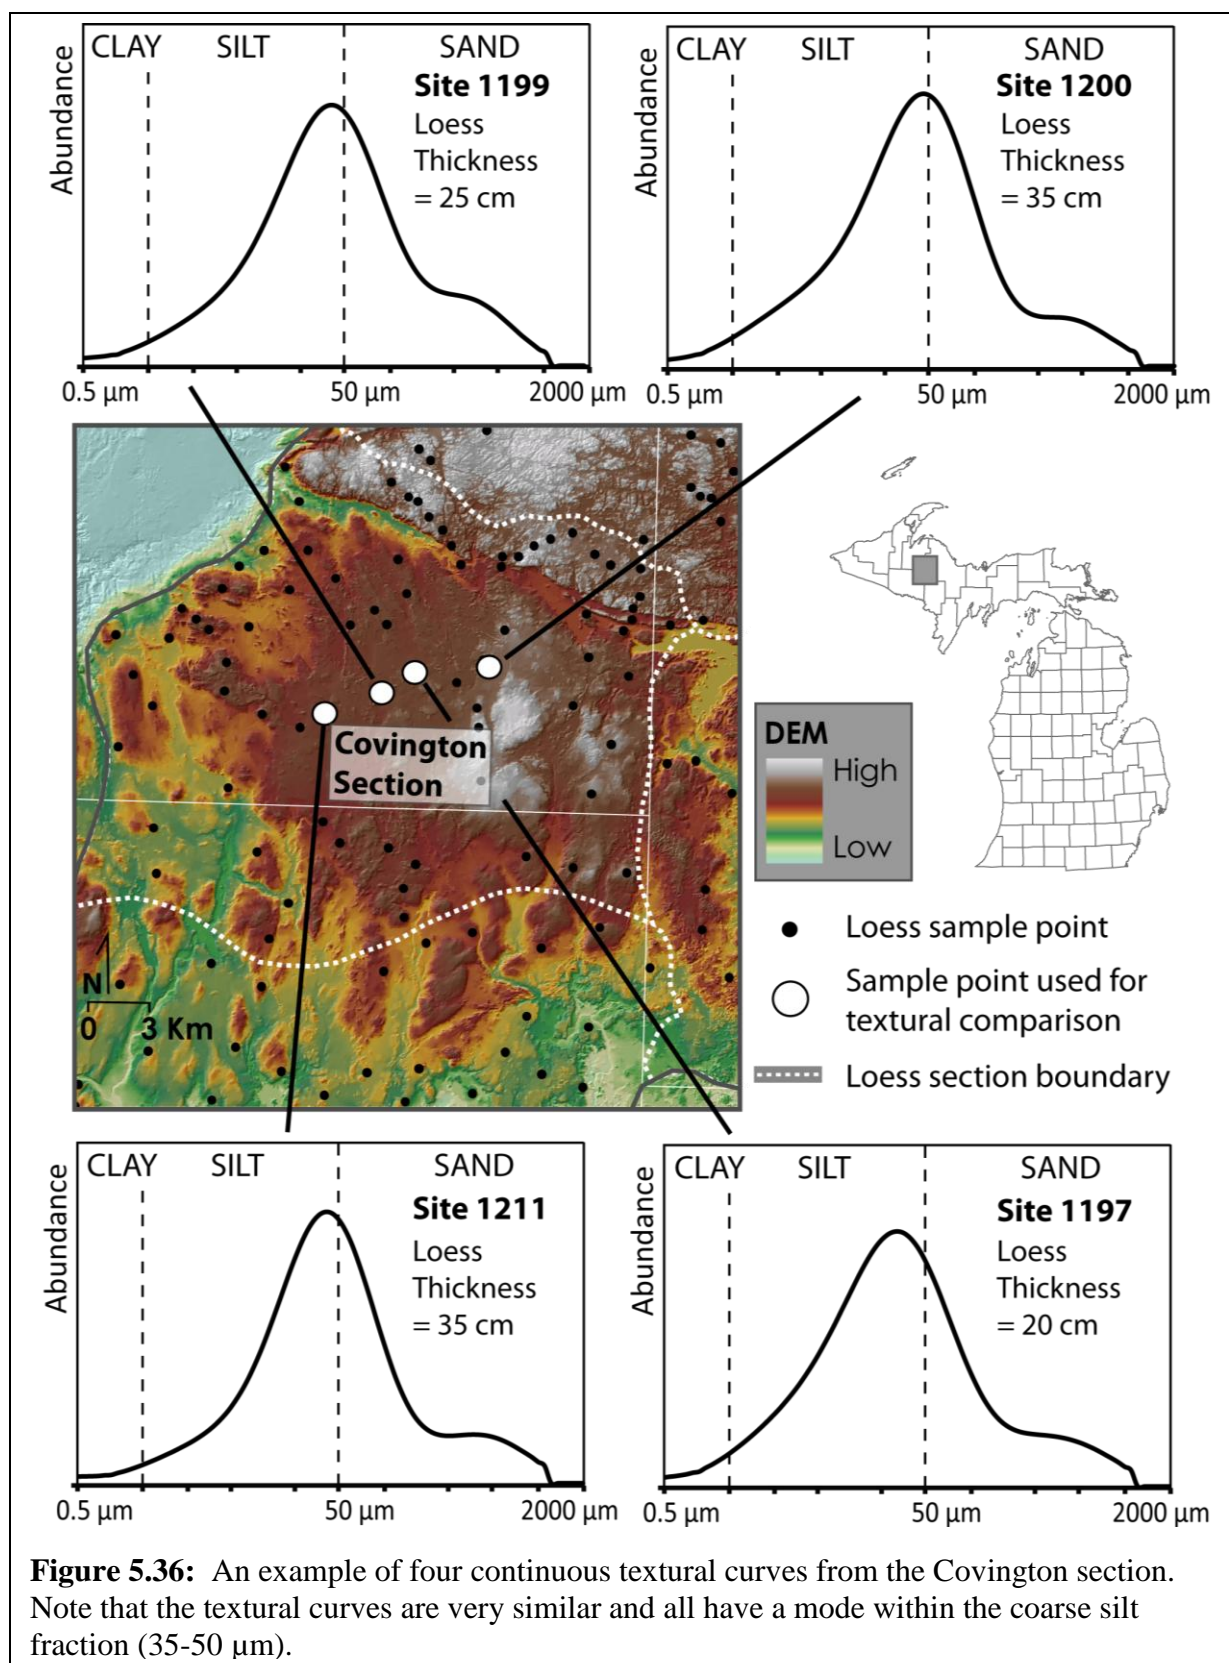 CLAY SILT SAND
Site 1199
Loess
Thickness
= 25 cm
Abundance
0.5 µm 50 µm 2000 µm
CLAY SILT SAND
Site 1200
Loess
Thickness
= 35 cm
Abundance
0.5 µm 50 µm 2000 µm
Covington
Section
N
0 3 Km
DEM
High
Low
Loess sample point
Sample point used for
textural comparison
Loess section boundary
CLAY SILT SAND
Site 1211
Loess
Thickness
= 35 cm
Abundance
0.5 µm 50 µm 2000 µm
CLAY SILT SAND
Site 1197
Loess
Thickness
= 20 cm
Abundance
0.5 µm 50 µm 2000 µm
Figure 5.36: An example of four continuous textural curves from the Covington section.
Note that the textural curves are very similar and all have a mode within the coarse silt
fraction (35-50 µm).